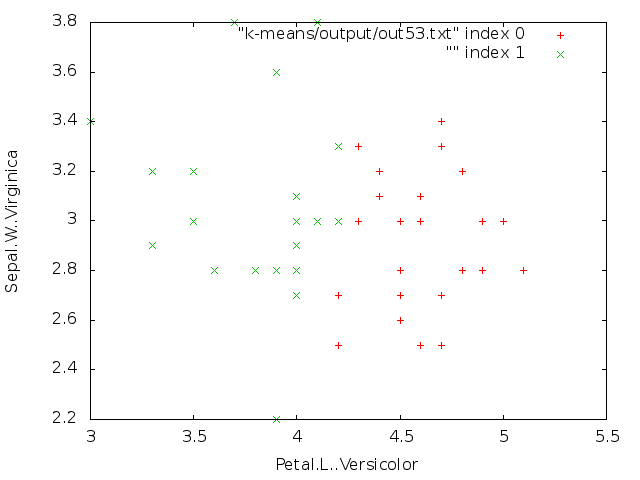 "k-means/output/out53.txt" index 0
"" index 1
3.8
3.6
3.4
3.2
3
2.8
2.6
2.4
2.2
Sepal.W..Virginica
3 3.5 4 4.5 5 5.5
Petal.L..Versicolor